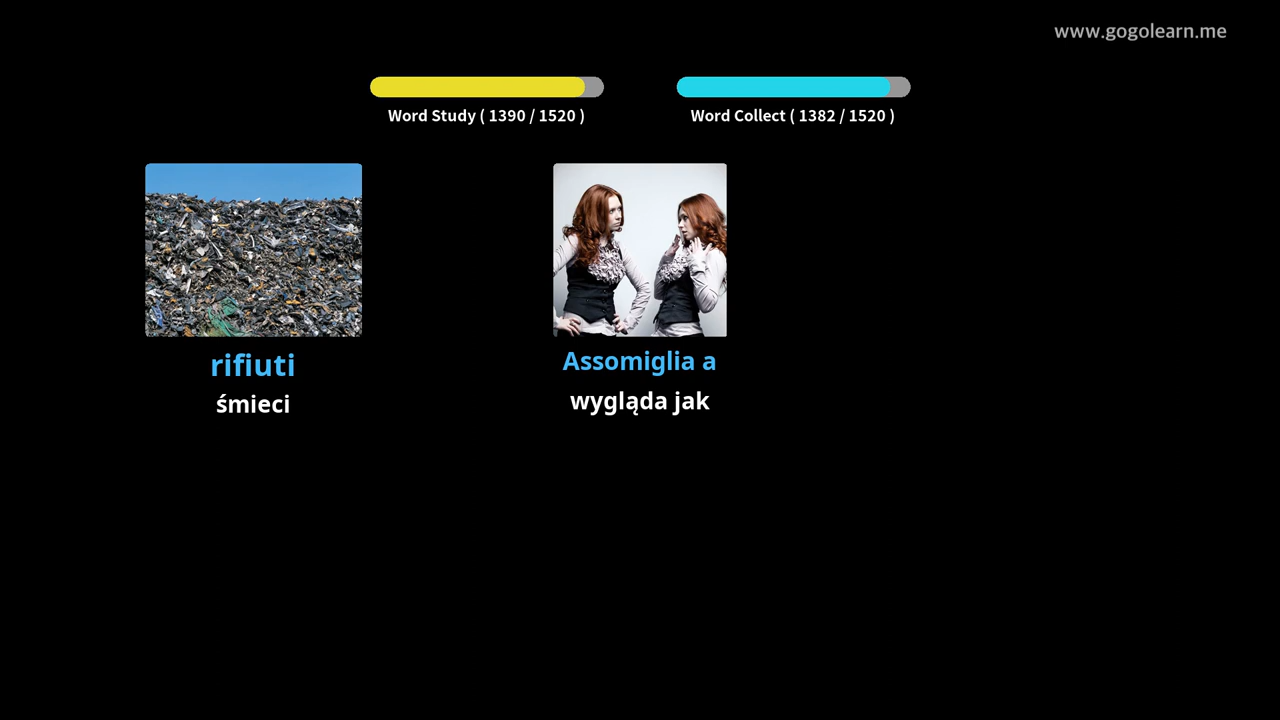 www.gogolearn.me
Word Study ( 1390 / 1520 )
Word Collect ( 1382 / 1520 )
rifiuti
śmieci
Assomiglia a
wygląda jak